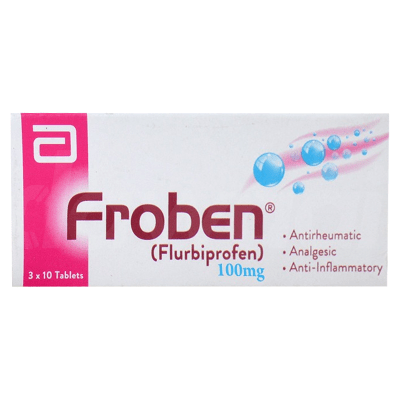 Froben®
(Flurbiprofen)
100mg
3 x 10 Tablets
• Antirheumatic
• Analgesic
• Anti-Inflammatory